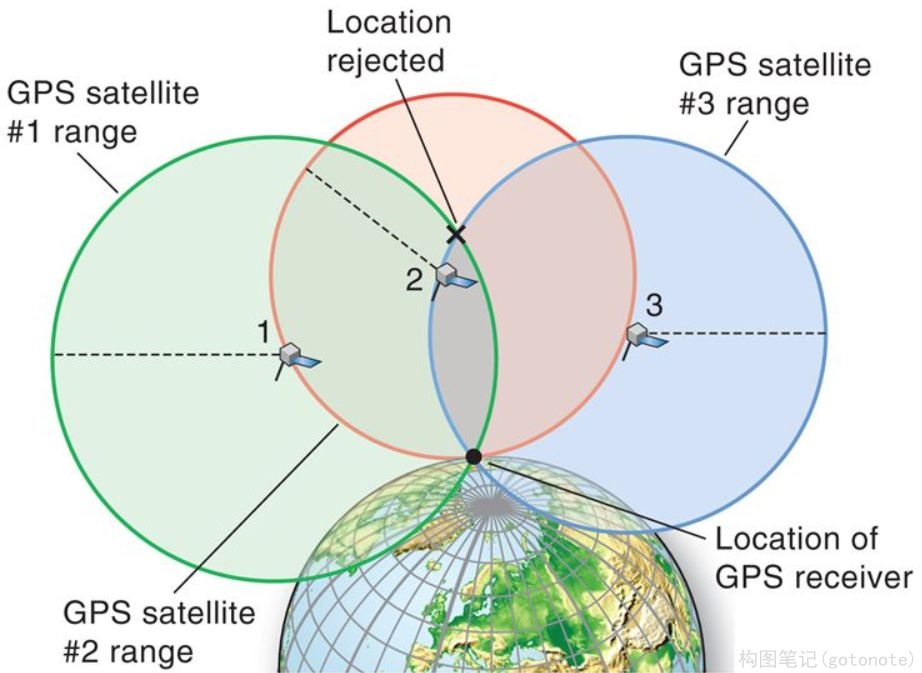 Location
rejected
GPS satellite
#1 range
GPS satellite
#3 range
2
3
1
Location of
GPS receiver
GPS satellite
#2 range
构图笔记(gotonote)